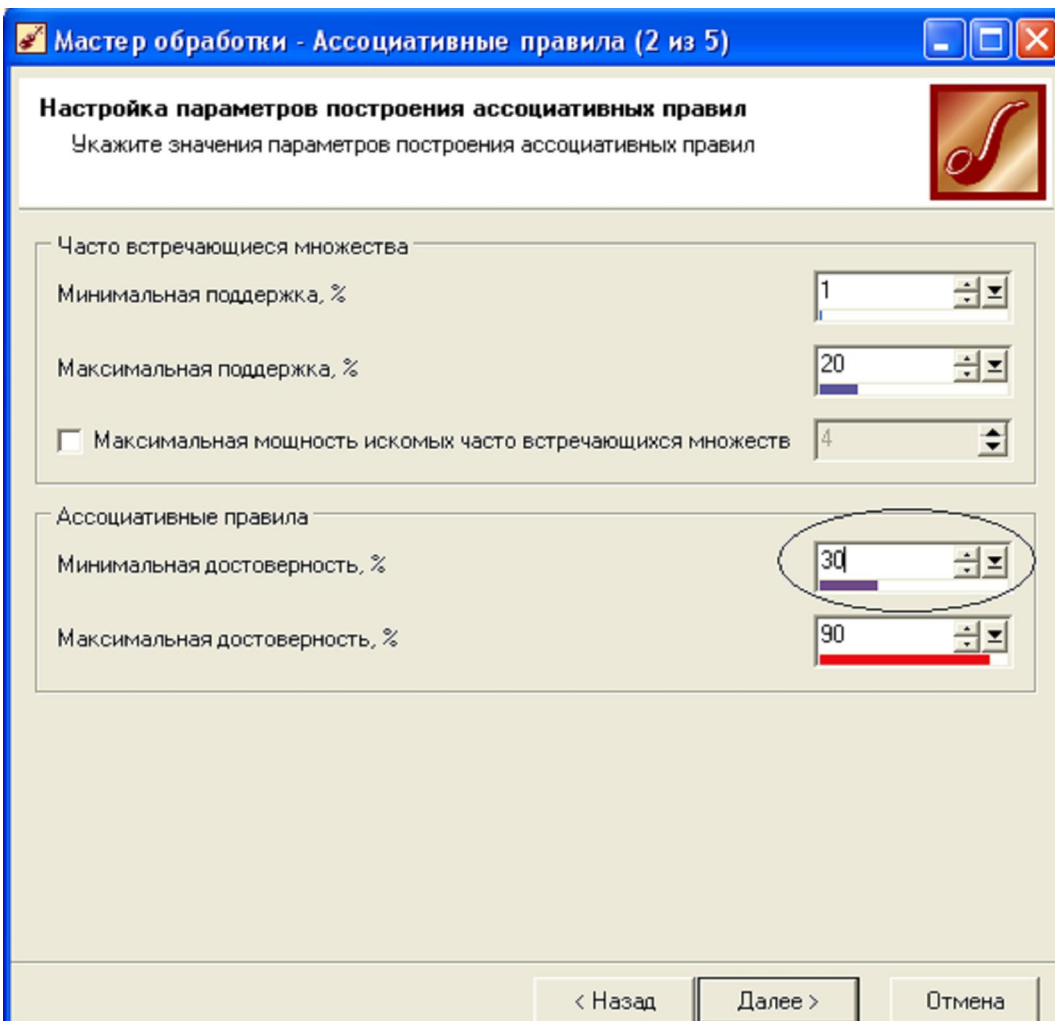 Мастер обработки - Ассоциативные правила (2 из 5)
Настройка параметров построения ассоциативных правил
Укажите значения параметров построения ассоциативных правил
Часто встречающиеся множества
Минимальная поддержка, % 1
Максимальная поддержка, % 20
Максимальная мощность искомых часто встречающихся множеств 4
Ассоциативные правила
Минимальная достоверность, % 30
Максимальная достоверность, % 90
< Назад Далее > Отмена